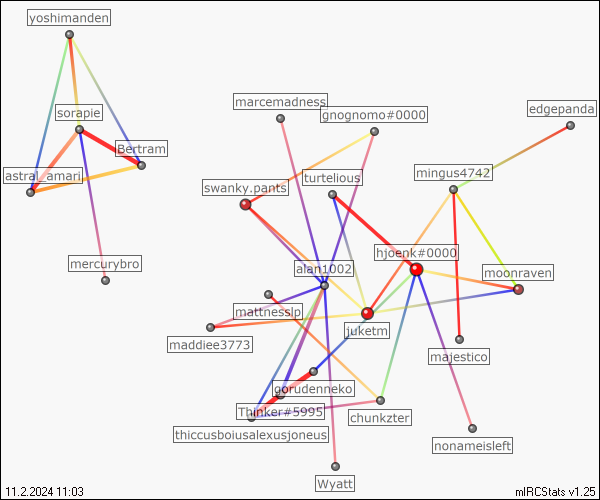 yoshimanden
marcemadness
gnognomo#0000
edgepanda
sorapie
Bertram
astral_amari
swanky.pants
turtelious
mingus4742
hjoenk#0000
mercurybro
alan1002
moonraven
mattnesslp
juketm
maddiee3773
majestico
gorudenneko
Thinker#5995
chunkzter
thiccusboiusalexusjoneus
nonameisleft
Wyatt
11.2.2024 11:03
mIRCStats v1.25